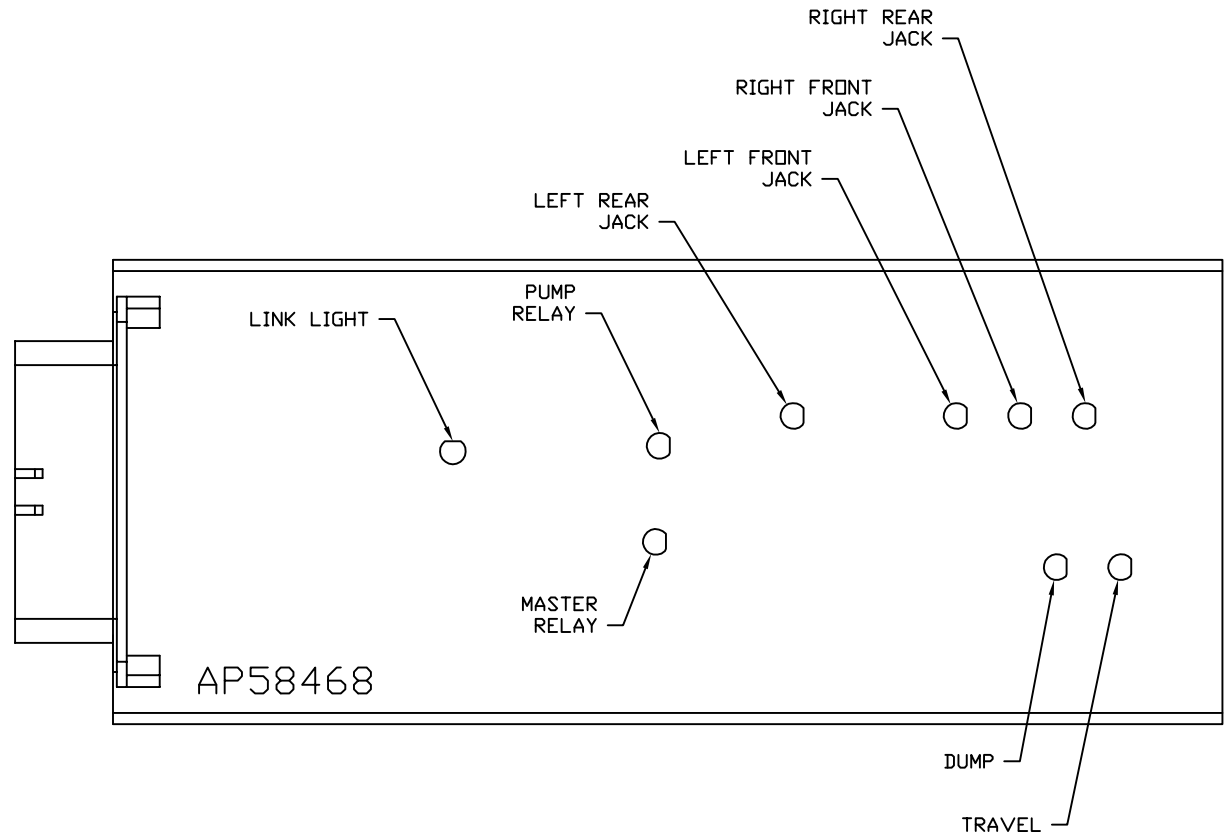 RIGHT REAR
JACK
RIGHT FRONT
JACK
LEFT FRONT
JACK
LEFT REAR
JACK
PUMP
RELAY
LINK LIGHT
MASTER
RELAY
AP58468
DUMP
TRAVEL